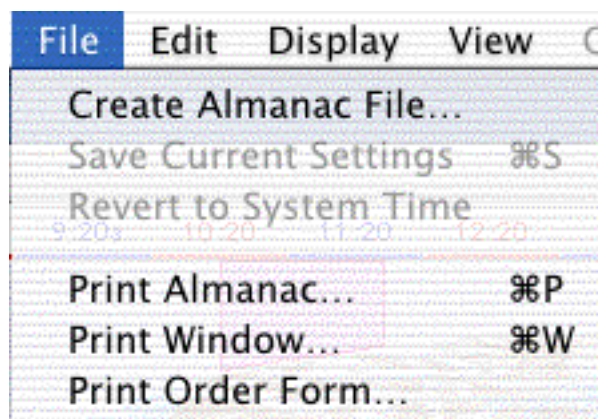 File Edit Display View
Create Almanac File...
Save Current Settings ⌘S
Revert to System Time
9:20s 10:20 11:20 12:20
Print Almanac... ⌘P
Print Window... ⌘W
Print Order Form...